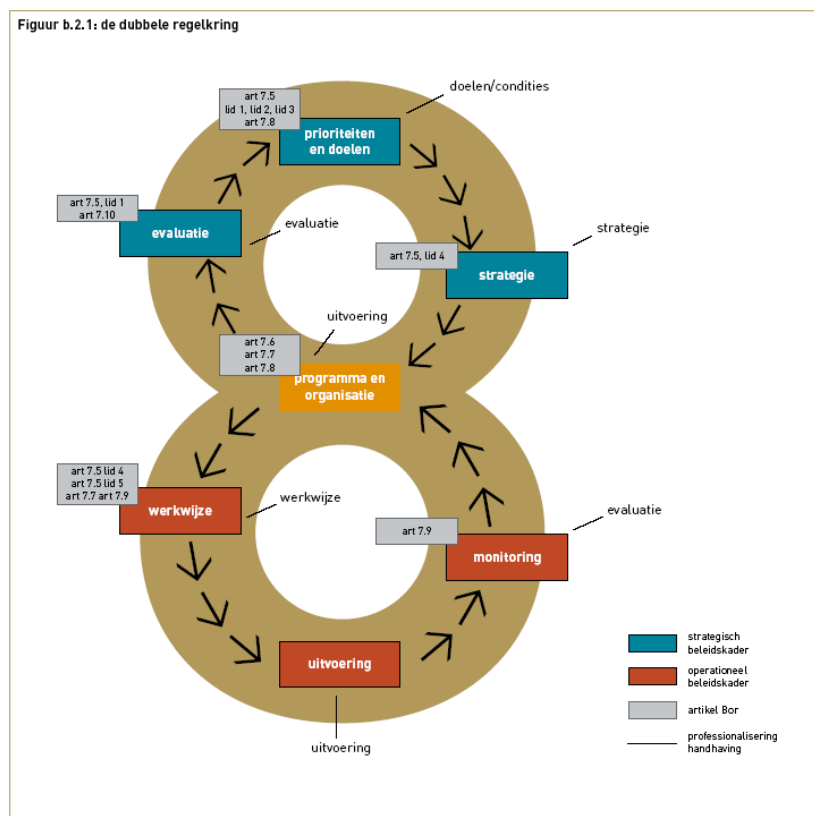 Figuur b.2.1: de dubbele regelkring
doelen/condities
art 7.5
lid 1, lid 2, lid 3
art 7.8
prioriteiten
en doelen
art 7.5, lid 1
art 7.10
evaluatie
evaluatie
strategie
art 7.5, lid 4
strategie
uitvoering
art 7.6
art 7.7
art 7.8
programma en
organisatie
art 7.5 lid 4
art 7.5 lid 5
art 7.7 art 7.9
werkwijze
werkwijze
evaluatie
art 7.9
monitoring
uitvoering
uitvoering
strategisch
beleidskader
operationeel
beleidskader
artikel Bor
professionalisering
handhaving